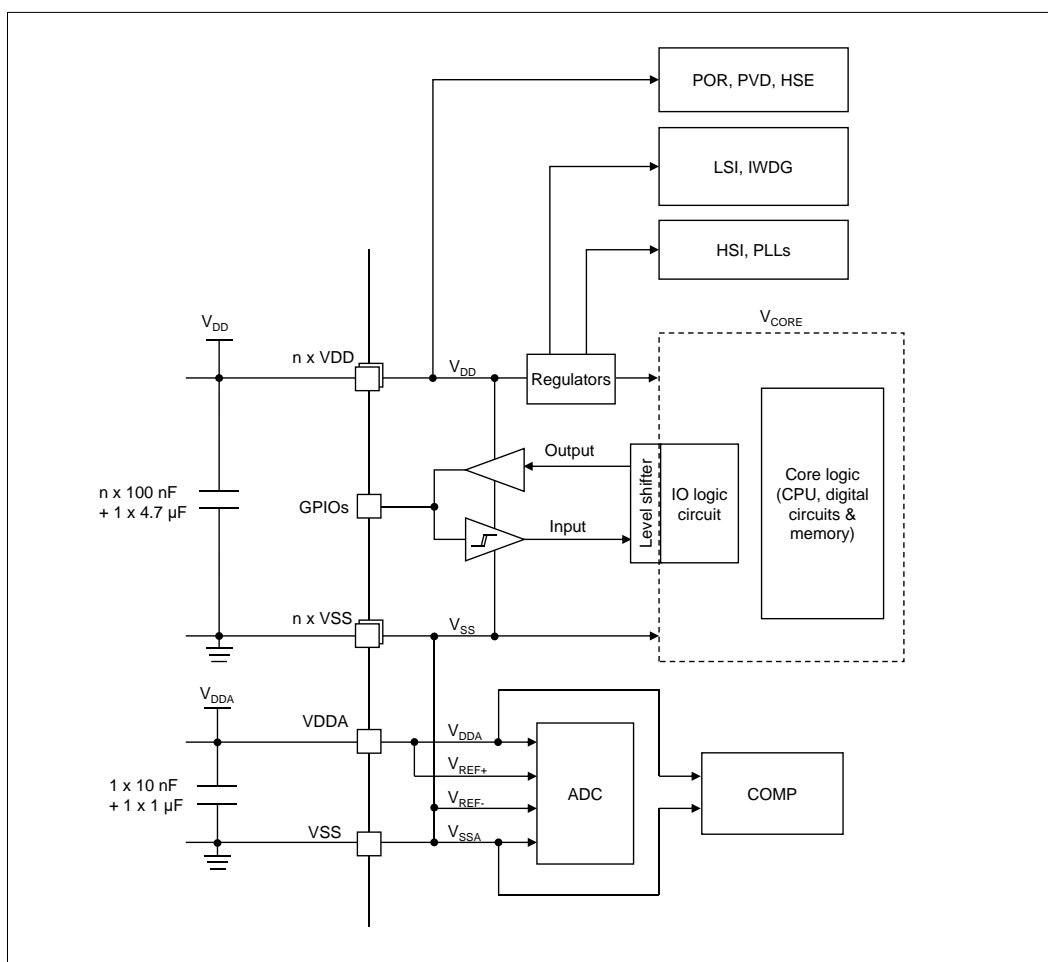 POR, PVD, HSE
LSI, IWDG
HSI, PLLs
VCORE
VDD
n x VDD
VDD
Regulators
Output
n x 100 nF
+ 1 x 4.7 µF
GPIOs
Input
Level shifter
IO logic
circuit
Core logic
(CPU, digital
circuits &
memory)
n x VSS
VSS
VDDA
VDDA
VDDA
VREF+
1 x 10 nF
+ 1 x 1 µF
ADC
COMP
VREF-
VSS
VSSA